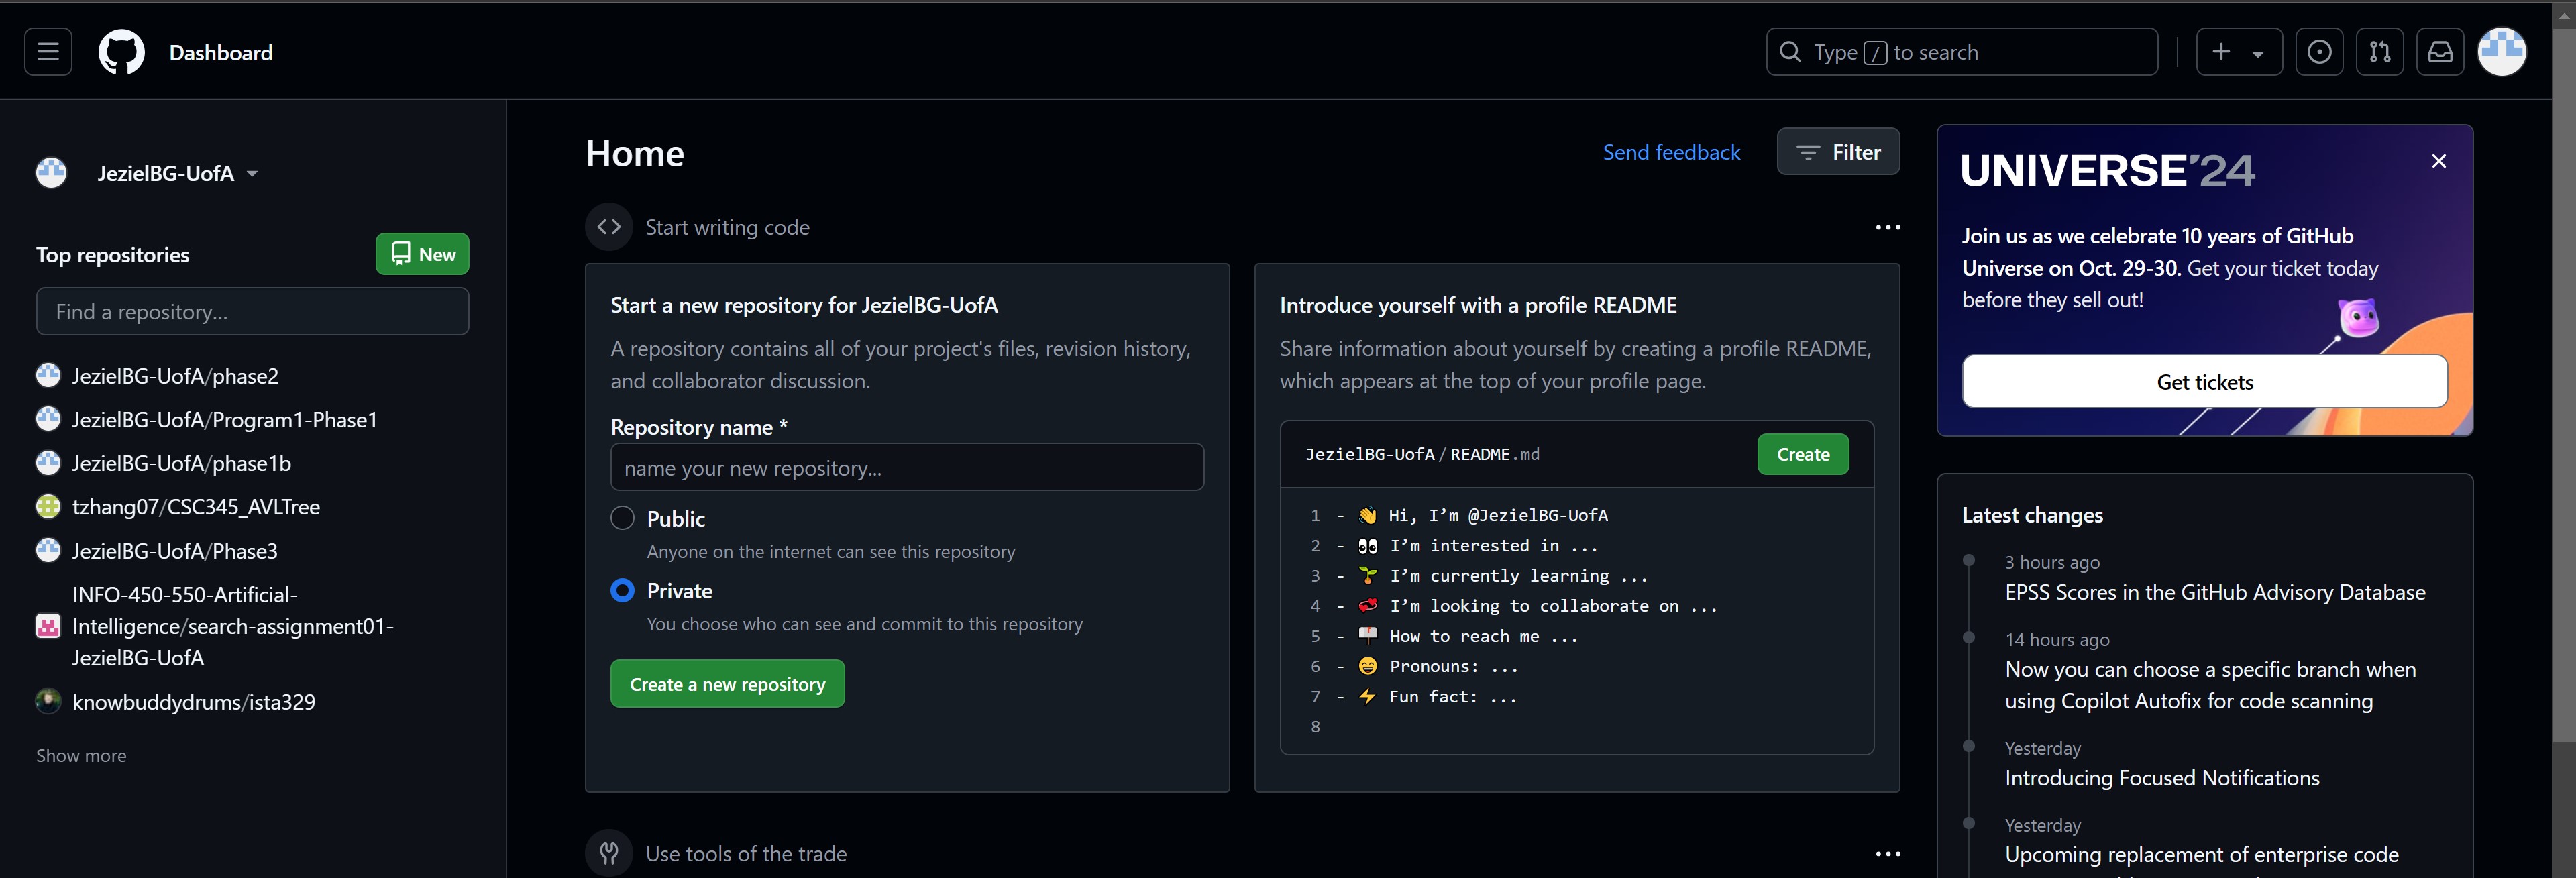 Dashboard
Type / to search
JezielBG-UofA
Top repositories
New
Find a repository...
JezielBG-UofA/phase2
JezielBG-UofA/Program1-Phase1
JezielBG-UofA/phase1b
tzhang07/CSC345_AVLTree
JezielBG-UofA/Phase3
INFO-450-550-Artificial-
Intelligence/search-assignment01-
JezielBG-UofA
knowbuddydrums/ista329
Show more
Home
Send feedback
Filter
Start writing code
Start a new repository for JezielBG-UofA
A repository contains all of your project's files, revision history,
and collaborator discussion.
Repository name *
name your new repository...
Public
Anyone on the internet can see this repository
Private
You choose who can see and commit to this repository
Create a new repository
Introduce yourself with a profile README
Share information about yourself by creating a profile README,
which appears at the top of your profile page.
JezielBG-UofA / README.md
Create
1 - 👋 Hi, I’m @JezielBG-UofA
2 - 👀 I’m interested in ...
3 - 🌱 I’m currently learning ...
4 - 💞️ I’m looking to collaborate on ...
5 - 📫 How to reach me ...
6 - 😄 Pronouns: ...
7 - ⚡ Fun fact: ...
8
Use tools of the trade
UNIVERSE'24
Join us as we celebrate 10 years of GitHub
Universe on Oct. 29-30. Get your ticket today
before they sell out!
Get tickets
Latest changes
3 hours ago
EPSS Scores in the GitHub Advisory Database
14 hours ago
Now you can choose a specific branch when
using Copilot Autofix for code scanning
Yesterday
Introducing Focused Notifications
Yesterday
Upcoming replacement of enterprise code